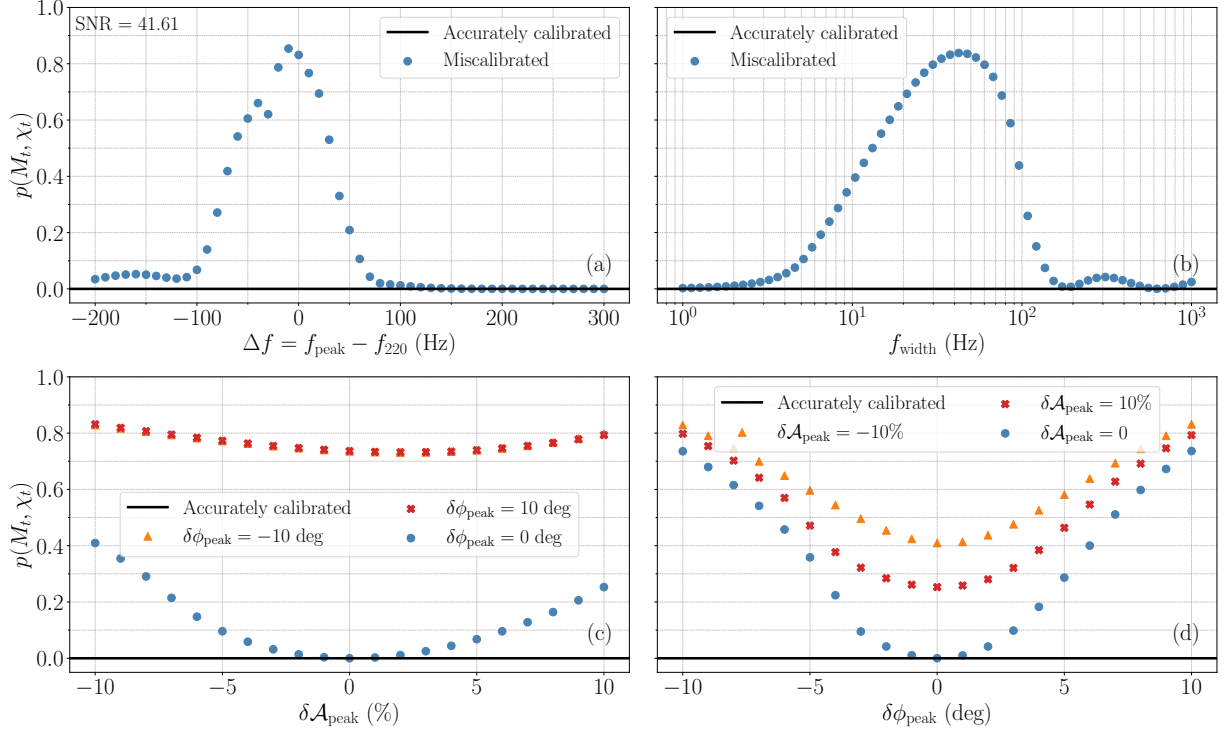 SNR = 41.61
Accurately calibrated
Miscalibrated
p(M_t, χ_t)
1.0
0.8
0.6
0.4
0.2
0.0
(a)
−200 −100 0 100 200 300
Δf = f_peak − f_220 (Hz)
Accurately calibrated
Miscalibrated
(b)
10^0 10^1 10^2 10^3
f_width (Hz)
p(M_t, χ_t)
1.0
0.8
0.6
0.4
0.2
0.0
Accurately calibrated
δϕ_peak = −10 deg
δϕ_peak = 10 deg
δϕ_peak = 0 deg
(c)
−10 −5 0 5 10
δ𝒜_peak (%)
Accurately calibrated
δ𝒜_peak = −10%
δ𝒜_peak = 10%
δ𝒜_peak = 0
(d)
−10 −5 0 5 10
δϕ_peak (deg)